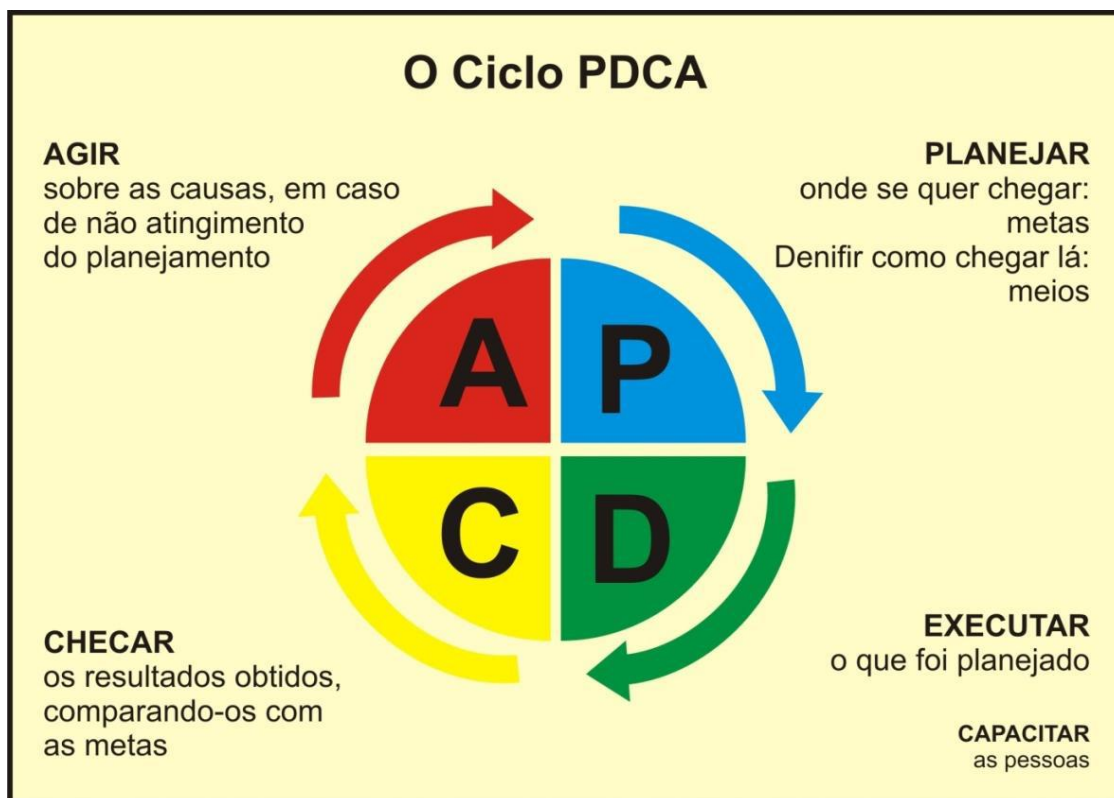 O Ciclo PDCA
AGIR
sobre as causas, em caso
de não atingimento
do planejamento
PLANEJAR
onde se quer chegar:
metas
Denifir como chegar lá:
meios
A
P
C
D
CHECAR
os resultados obtidos,
comparando-os com
as metas
EXECUTAR
o que foi planejado
CAPACITAR
as pessoas